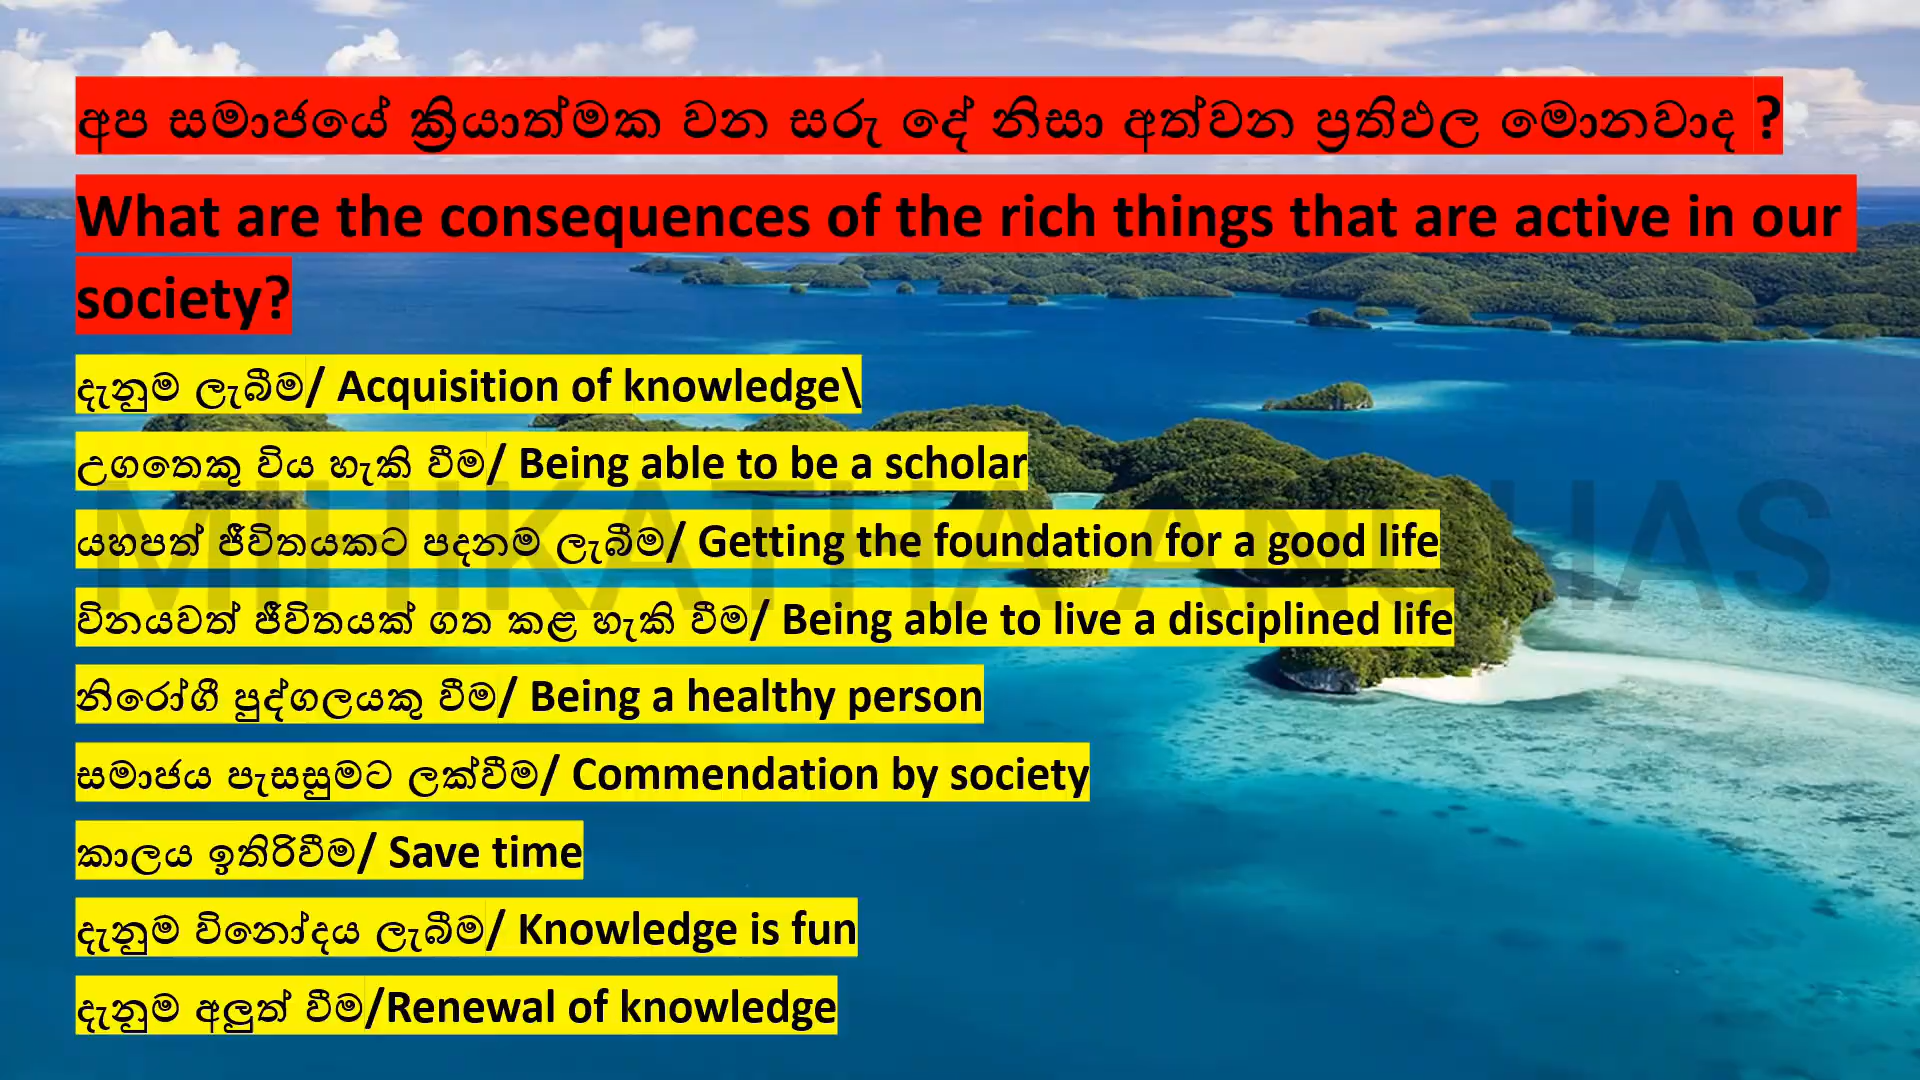 අප සමාජයේ ක්‍රියාත්මක වන සරු දේ නිසා අත්වන ප්‍රතිඵල මොනවාද ?
What are the consequences of the rich things that are active in our
society?
දැනුම ලැබීම/ Acquisition of knowledge\
උගතෙකු විය හැකි වීම/ Being able to be a scholar
යහපත් ජීවිතයකට පදනම ලැබීම/ Getting the foundation for a good life
විනයවත් ජීවිතයක් ගත කළ හැකි වීම/ Being able to live a disciplined life
නිරෝගී පුද්ගලයකු වීම/ Being a healthy person
සමාජය පැසසුමට ලක්වීම/ Commendation by society
කාලය ඉතිරිවීම/ Save time
දැනුම විනෝදය ලැබීම/ Knowledge is fun
දැනුම අලුත් වීම/Renewal of knowledge